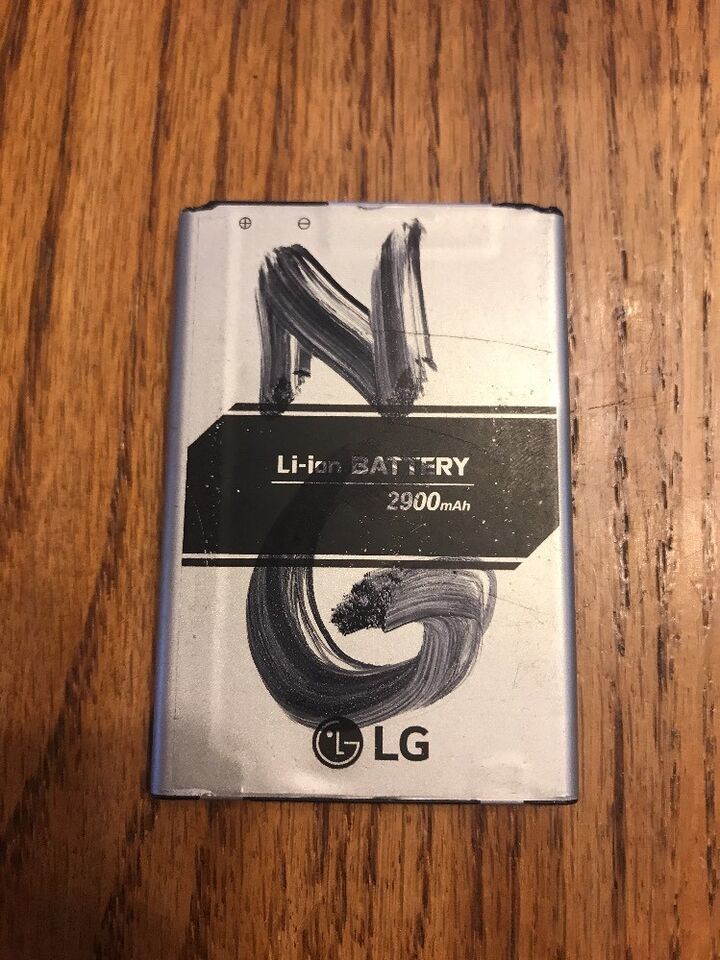 ⊕ ⊖
N
Li-ion BATTERY
2900mAh
G
LG